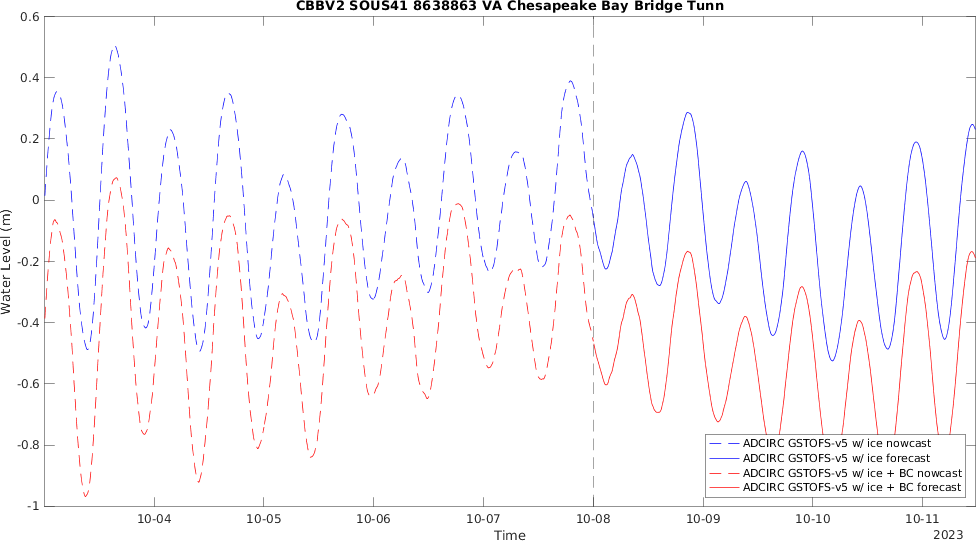 CBBV2 SOUS41 8638863 VA Chesapeake Bay Bridge Tunn
Water Level (m)
0.6
0.4
0.2
0
-0.2
-0.4
-0.6
-0.8
-1
ADCIRC GSTOFS-v5 w/ ice nowcast
ADCIRC GSTOFS-v5 w/ ice forecast
ADCIRC GSTOFS-v5 w/ ice + BC nowcast
ADCIRC GSTOFS-v5 w/ ice + BC forecast
10-04 10-05 10-06 10-07 10-08 10-09 10-10 10-11
Time
2023